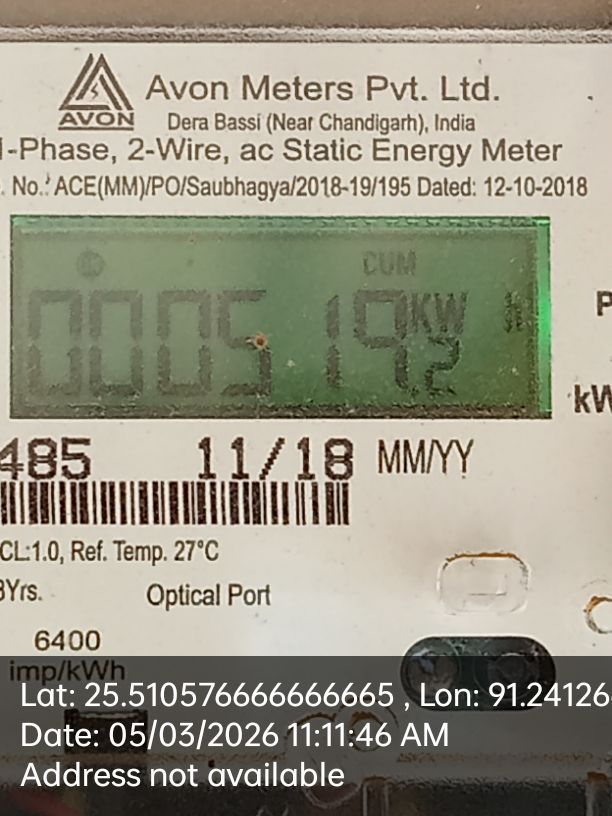 AVON
Avon Meters Pvt. Ltd.
Dera Bassi (Near Chandigarh), India
1-Phase, 2-Wire, ac Static Energy Meter
. No.: ACE(MM)/PO/Saubhagya/2018-19/195 Dated: 12-10-2018
CUM
000519.2 KW h
P
kW
485 11/18 MM/YY
CL:1.0, Ref. Temp. 27°C
8Yrs. Optical Port
6400
imp/kWh
Lat: 25.510576666666665 , Lon: 91.24126
Date: 05/03/2026 11:11:46 AM
Address not available